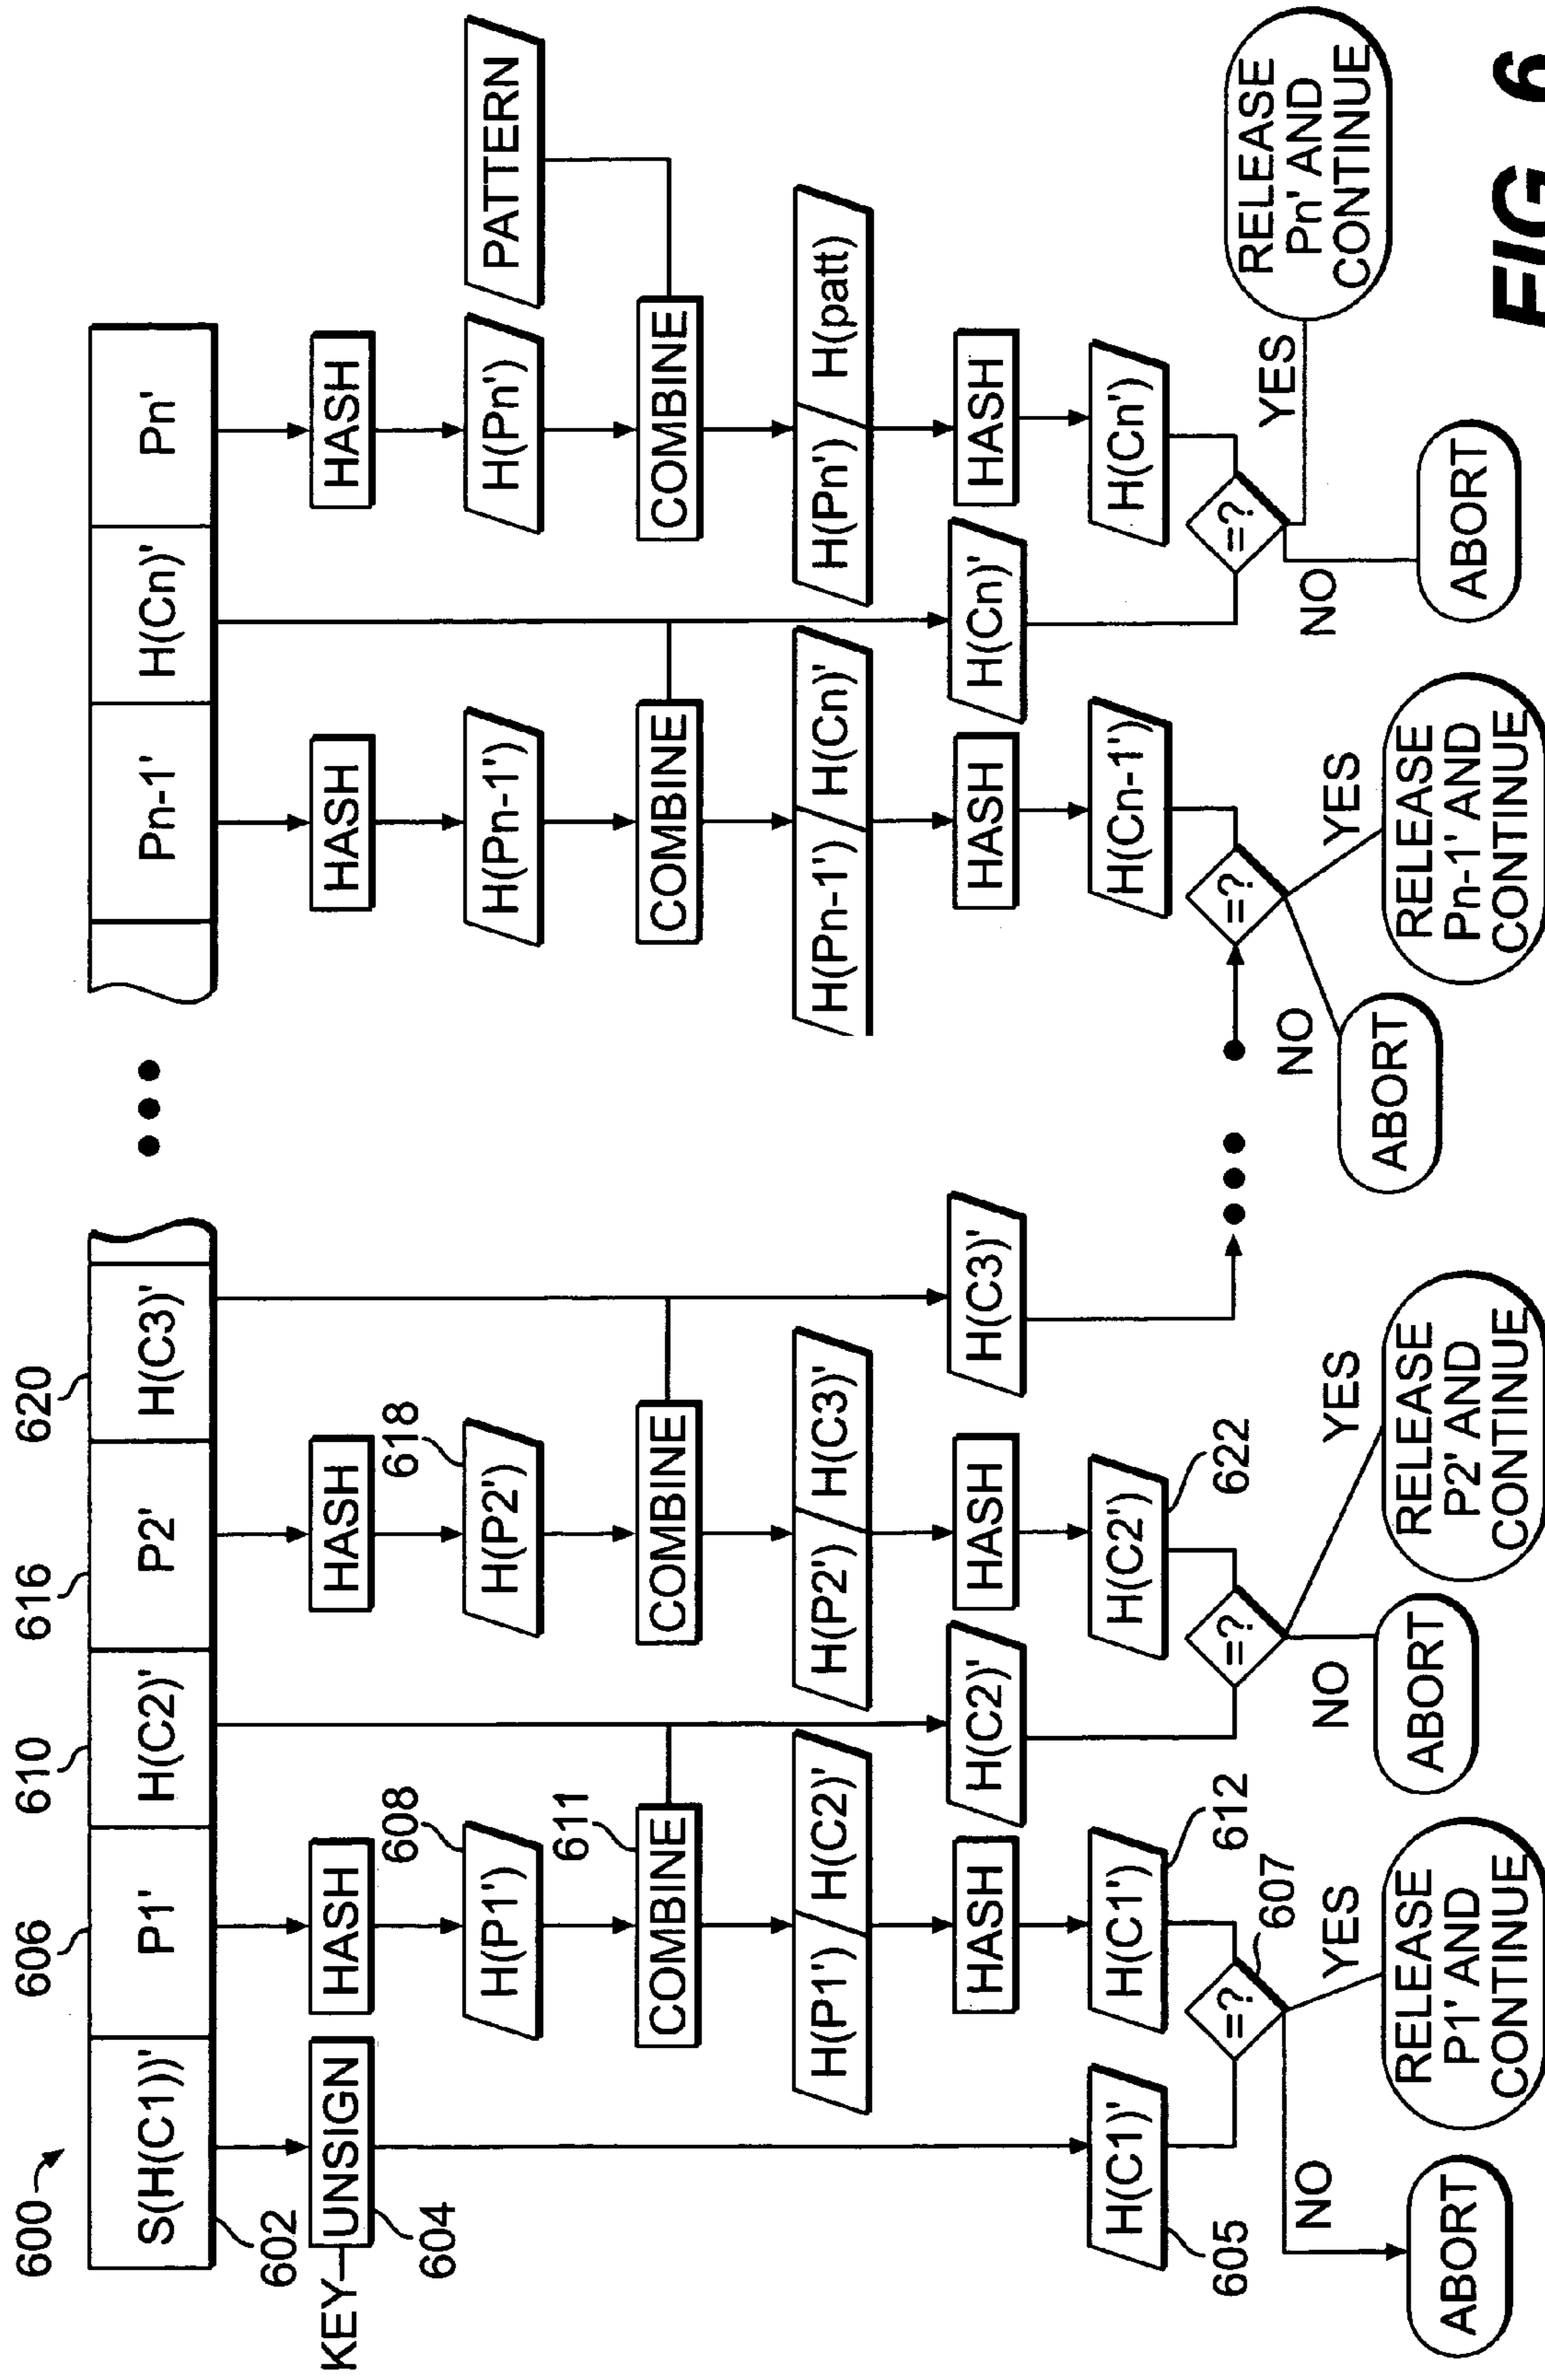 600
602
606
610
616
620
S(H(C1))'
P1'
H(C2)'
P2'
H(C3)'
Pn-1'
H(Cn)'
Pn'
KEY
UNSIGN
604
HASH
HASH
HASH
HASH
608
H(P1')
618
H(P2')
H(Pn-1')
H(Pn')
PATTERN
611
COMBINE
COMBINE
COMBINE
COMBINE
H(P1')
H(C2)'
H(P2')
H(C3)'
H(Pn-1')
H(Cn)'
H(Pn')
H(patt)
HASH
H(C2)'
HASH
H(C3)'
HASH
H(Cn)'
HASH
605
H(C1)'
H(C1')
612
H(C2')
622
H(Cn-1')
H(Cn')
=?
607
=?
=?
=?
NO
YES
NO
YES
NO
YES
NO
YES
ABORT
RELEASE
P1' AND
CONTINUE
ABORT
RELEASE
P2' AND
CONTINUE
ABORT
RELEASE
Pn-1' AND
CONTINUE
ABORT
RELEASE
Pn' AND
CONTINUE
FIG. 6